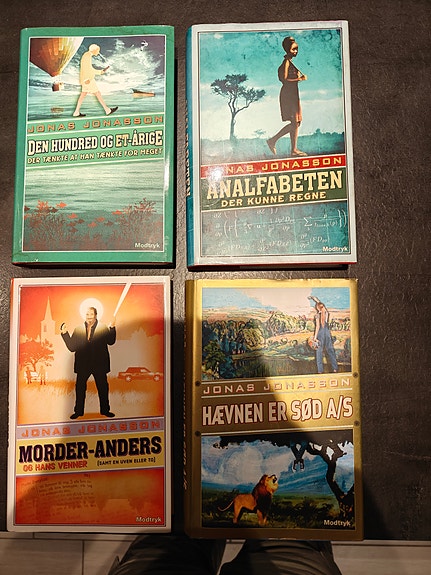 JONAS JONASSON
DEN HUNDRED OG ET-ÅRIGE
DER TÆNKTE AT HAN TÆNKTE FOR MEGET
Modtryk
JONAS JONASSON
ANALFABETEN
DER KUNNE REGNE
Modtryk
JONAS JONASSON
MORDER-ANDERS
OG HANS VENNER (SAMT EN UVEN ELLER TO)
Modtryk
JONAS JONASSON
HÆVNEN ER SØD A/S
Modtryk